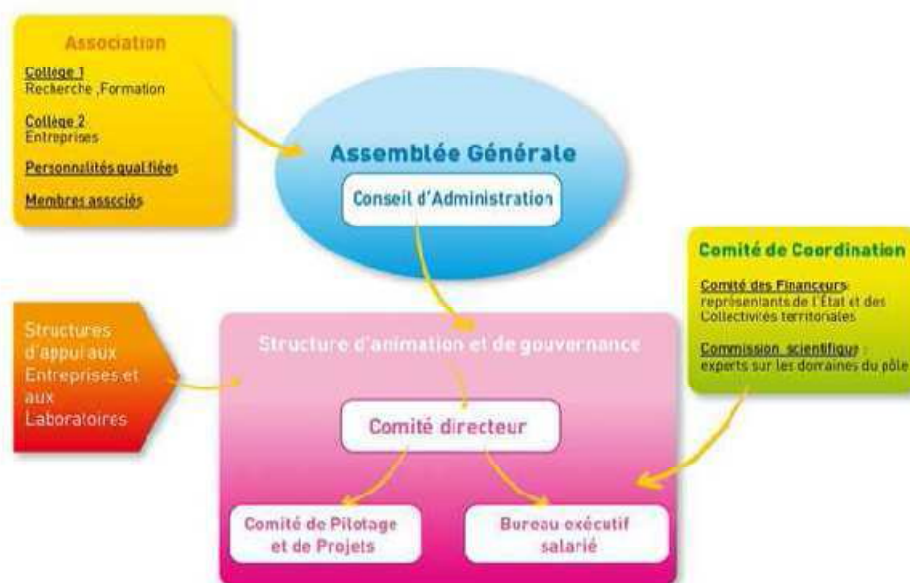 Association
Collège 1
Recherche ,Formation
Collège 2
Entreprises
Personnalités qualifiées
Membres associés
Assemblée Générale
Conseil d'Administration
Comité de Coordination
Comité des Financeurs
représentants de l'État et des
Collectivités territoriales
Commission scientifique :
experts sur les domaines du pôle
Structures
d'appui aux
Entreprises et
aux
Laboratoires
Structure d'animation et de gouvernance
Comité directeur
Comité de Pilotage
et de Projets
Bureau exécutif
salarié